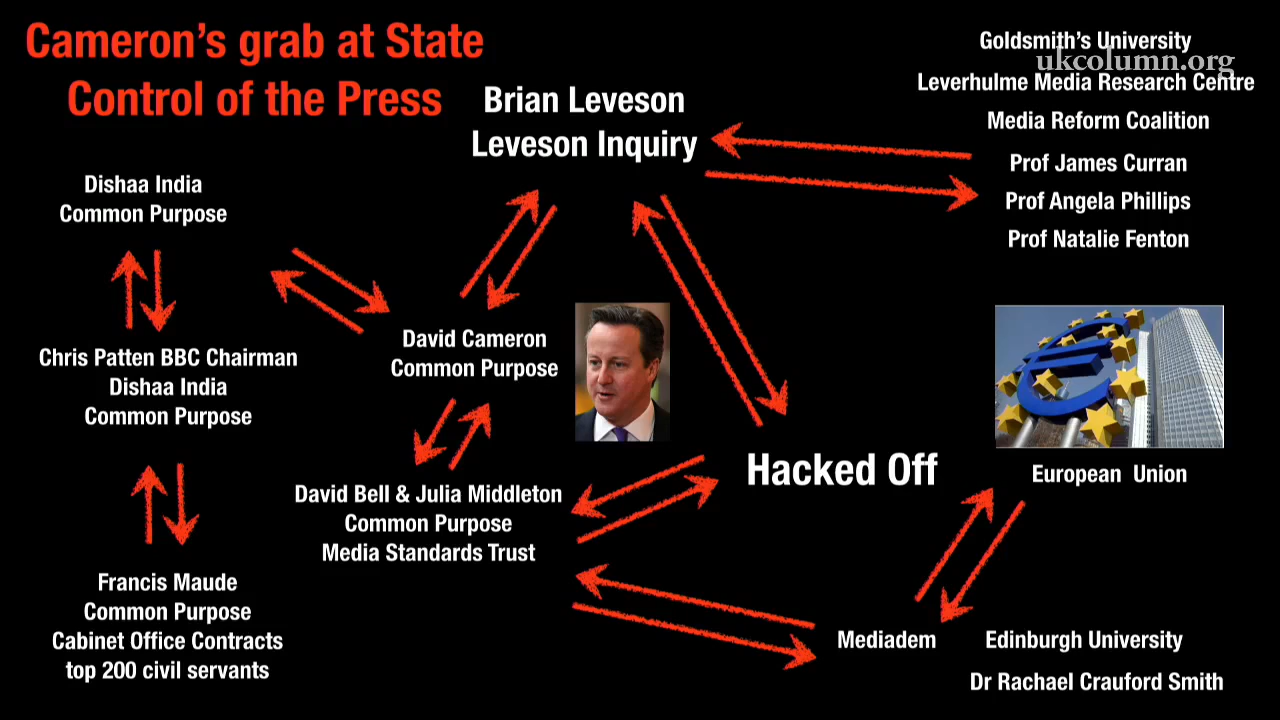 Cameron's grab at State
Control of the Press
Brian Leveson
Leveson Inquiry
Goldsmith's University
ukcolumn.org
Leverhulme Media Research Centre
Media Reform Coalition
Prof James Curran
Prof Angela Phillips
Prof Natalie Fenton
Dishaa India
Common Purpose
David Cameron
Common Purpose
Chris Patten BBC Chairman
Dishaa India
Common Purpose
Hacked Off
European Union
David Bell & Julia Middleton
Common Purpose
Media Standards Trust
Francis Maude
Common Purpose
Cabinet Office Contracts
top 200 civil servants
Mediadem
Edinburgh University
Dr Rachael Crauford Smith